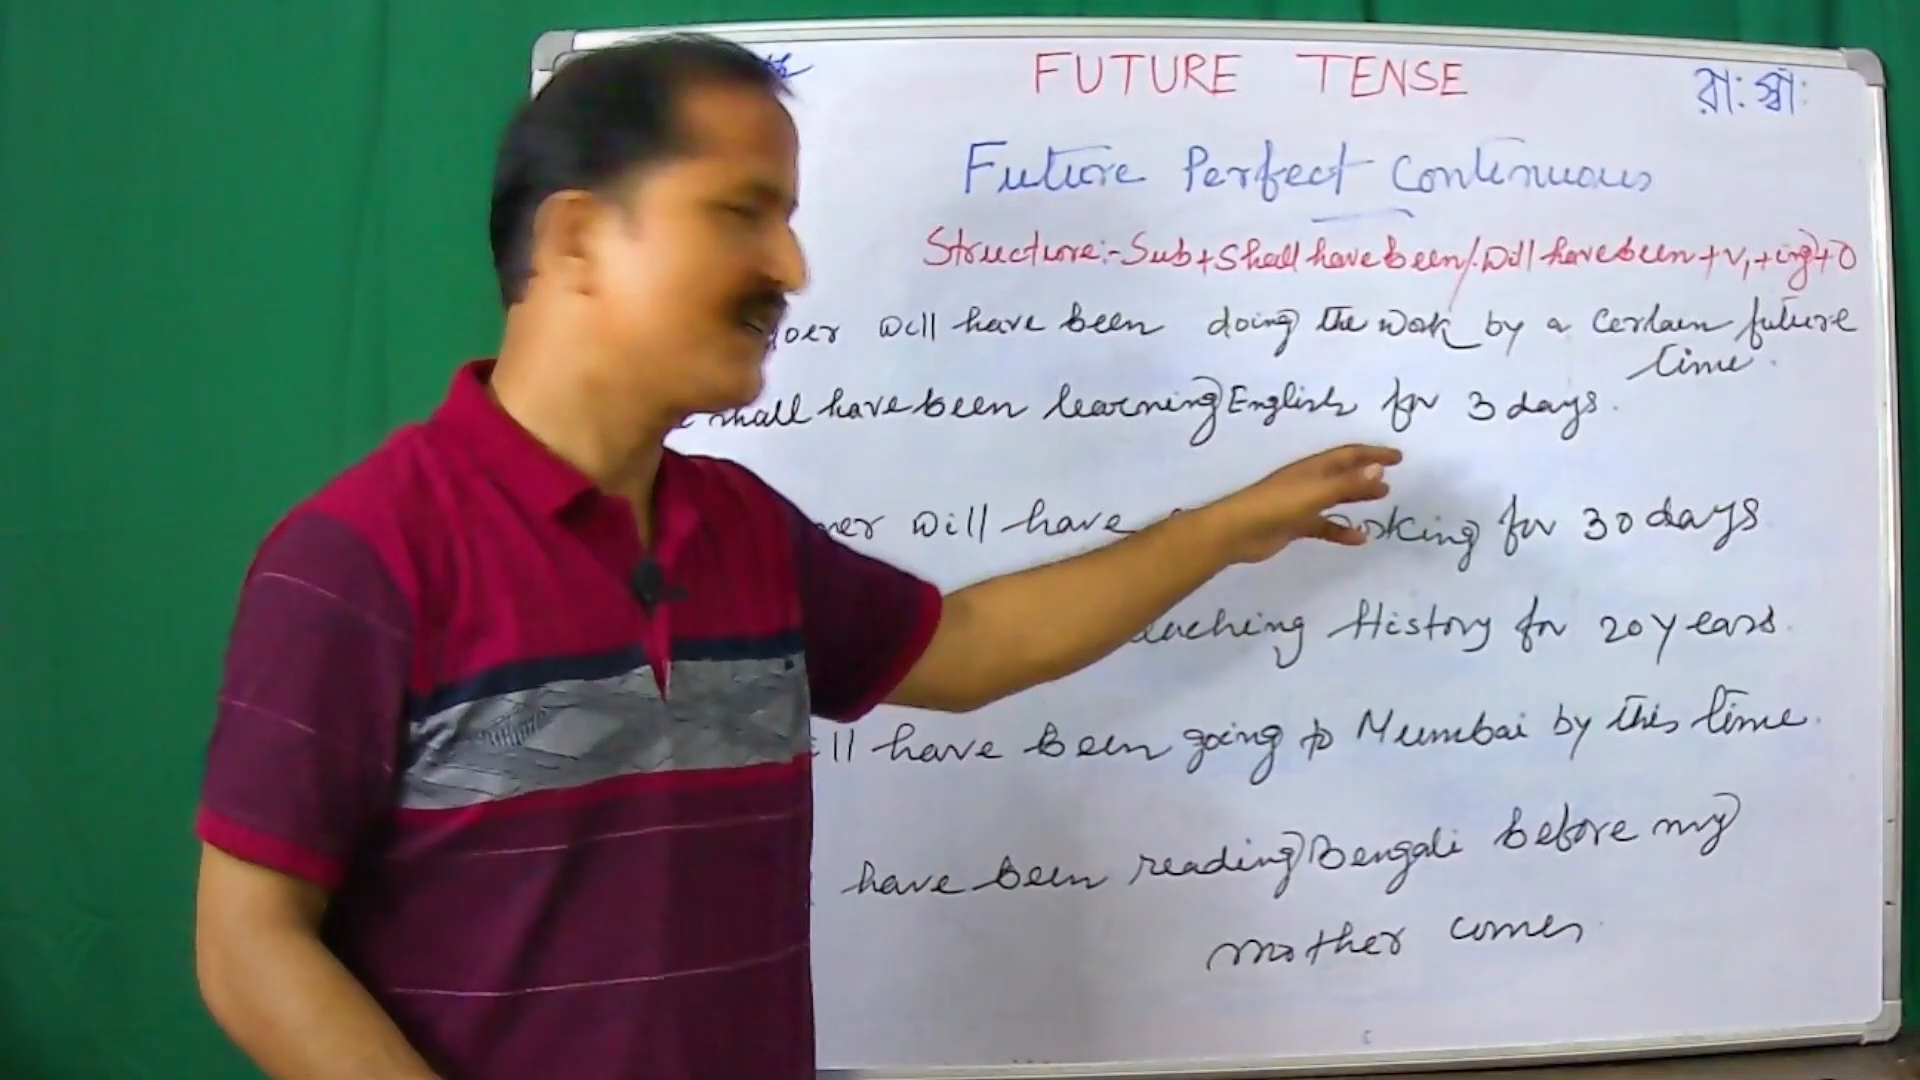 FUTURE TENSE
রা: স্বা:
Future Perfect Continuous
Structure:- Sub + Shall have been / Will have been + V₁ + ing + O
doer will have been doing the work by a certain future
time.
shall have been learning English for 3 days.
will have working for 30 days
teaching History for 20 years.
have been going to Mumbai by this time.
have been reading Bengali before my
mother comes